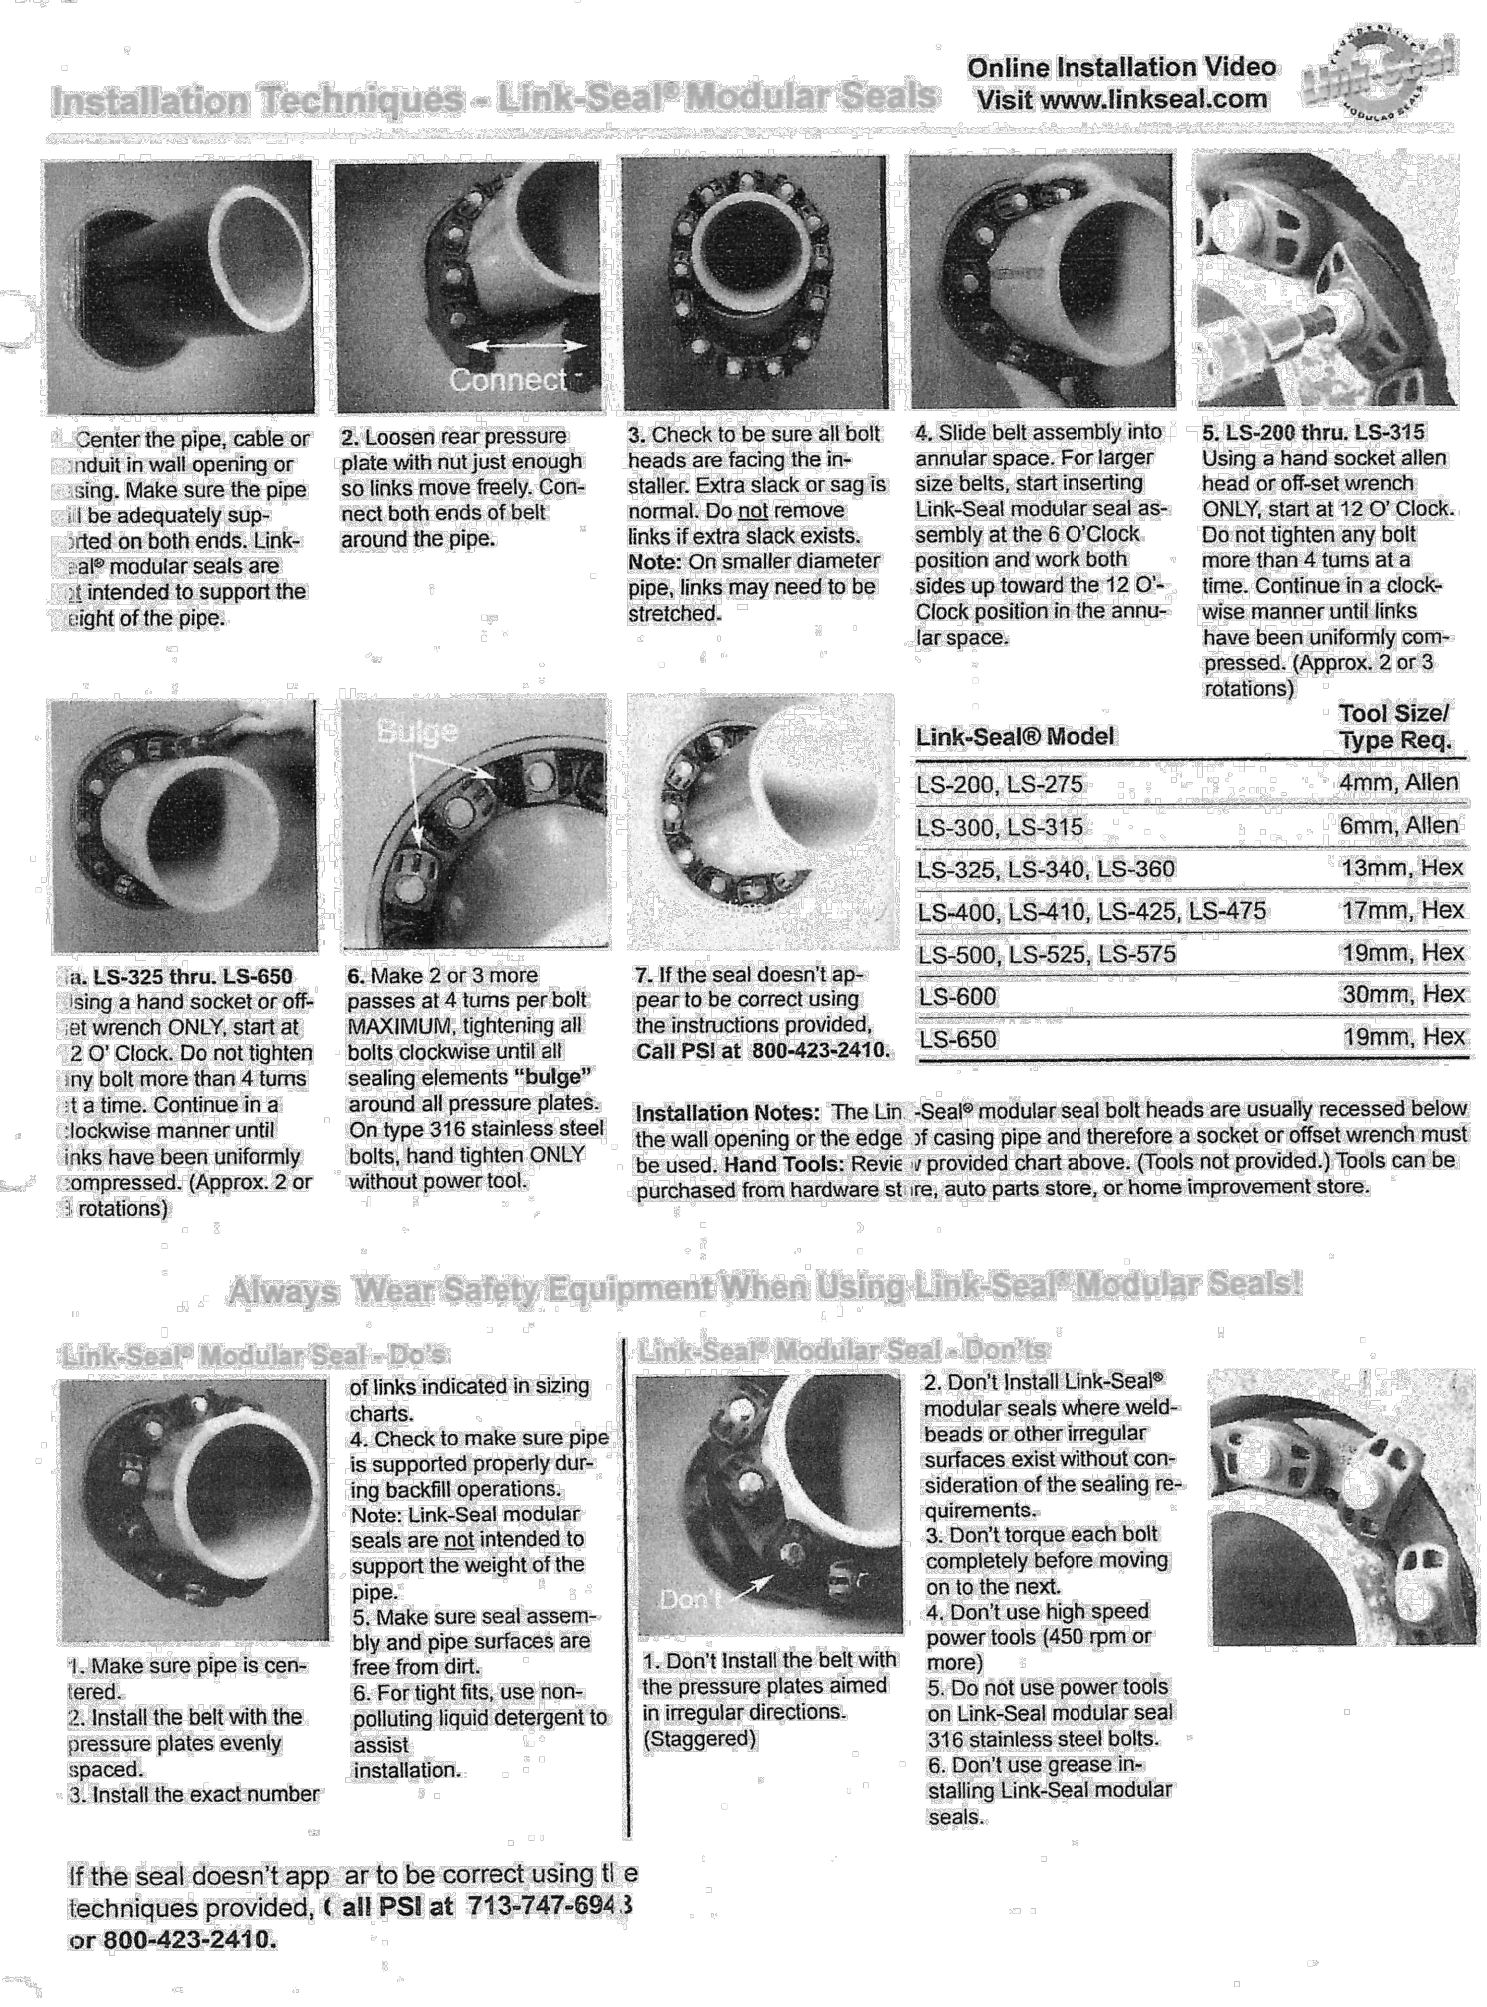 Installation Techniques - Link-Seal® Modular Seals
Online Installation Video
Visit www.linkseal.com
Link-Seal
MODULAR SEALS
Connect
1. Center the pipe, cable or
nduit in wall opening or
sing. Make sure the pipe
l be adequately sup-
rted on both ends. Link-
eal® modular seals are
t intended to support the
eight of the pipe.
2. Loosen rear pressure
plate with nut just enough
so links move freely. Con-
nect both ends of belt
around the pipe.
3. Check to be sure all bolt
heads are facing the in-
staller. Extra slack or sag is
normal. Do not remove
links if extra slack exists.
Note: On smaller diameter
pipe, links may need to be
stretched.
4. Slide belt assembly into
annular space. For larger
size belts, start inserting
Link-Seal modular seal as-
sembly at the 6 O'Clock
position and work both
sides up toward the 12 O'-
Clock position in the annu-
lar space.
5. LS-200 thru. LS-315
Using a hand socket allen
head or off-set wrench
ONLY, start at 12 O' Clock.
Do not tighten any bolt
more than 4 turns at a
time. Continue in a clock-
wise manner until links
have been uniformly com-
pressed. (Approx. 2 or 3
rotations)
Bulge
a. LS-325 thru. LS-650
sing a hand socket or off-
et wrench ONLY, start at
2 O' Clock. Do not tighten
ny bolt more than 4 turns
t a time. Continue in a
lockwise manner until
inks have been uniformly
ompressed. (Approx. 2 or
3 rotations)
6. Make 2 or 3 more
passes at 4 turns per bolt
MAXIMUM, tightening all
bolts clockwise until all
sealing elements “bulge”
around all pressure plates.
On type 316 stainless steel
bolts, hand tighten ONLY
without power tool.
7. If the seal doesn't ap-
pear to be correct using
the instructions provided,
Call PSI at 800-423-2410.
Link-Seal® Model Tool Size/ Type Req.
LS-200, LS-275 4mm, Allen
LS-300, LS-315 6mm, Allen
LS-325, LS-340, LS-360 13mm, Hex
LS-400, LS-410, LS-425, LS-475 17mm, Hex
LS-500, LS-525, LS-575 19mm, Hex
LS-600 30mm, Hex
LS-650 19mm, Hex
Installation Notes: The Lin -Seal® modular seal bolt heads are usually recessed below
the wall opening or the edge of casing pipe and therefore a socket or offset wrench must
be used. Hand Tools: Review provided chart above. (Tools not provided.) Tools can be
purchased from hardware st re, auto parts store, or home improvement store.
Always Wear Safety Equipment When Using Link-Seal® Modular Seals!
Link-Seal® Modular Seal - Do's
1. Make sure pipe is cen-
tered.
2. Install the belt with the
pressure plates evenly
spaced.
3. Install the exact number
of links indicated in sizing
charts.
4. Check to make sure pipe
is supported properly dur-
ing backfill operations.
Note: Link-Seal modular
seals are not intended to
support the weight of the
pipe.
5. Make sure seal assem-
bly and pipe surfaces are
free from dirt.
6. For tight fits, use non-
polluting liquid detergent to
assist
installation.
Link-Seal® Modular Seal - Don'ts
Don't
1. Don't Install the belt with
the pressure plates aimed
in irregular directions.
(Staggered)
2. Don't Install Link-Seal®
modular seals where weld-
beads or other irregular
surfaces exist without con-
sideration of the sealing re-
quirements.
3. Don't torque each bolt
completely before moving
on to the next.
4. Don't use high speed
power tools (450 rpm or
more)
5. Do not use power tools
on Link-Seal modular seal
316 stainless steel bolts.
6. Don't use grease in-
stalling Link-Seal modular
seals.
If the seal doesn't app ar to be correct using the
techniques provided, Call PSI at 713-747-6948
or 800-423-2410.